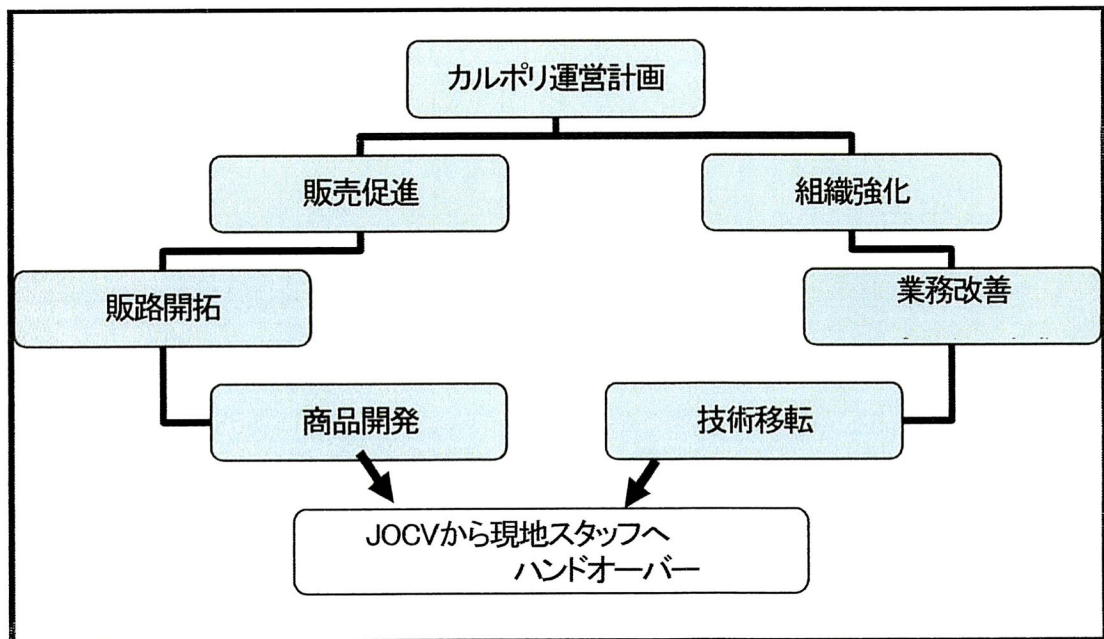 カルポリ運営計画
販売促進
組織強化
販路開拓
業務改善
商品開発
技術移転
JOCVから現地スタッフへ
ハンドオーバー